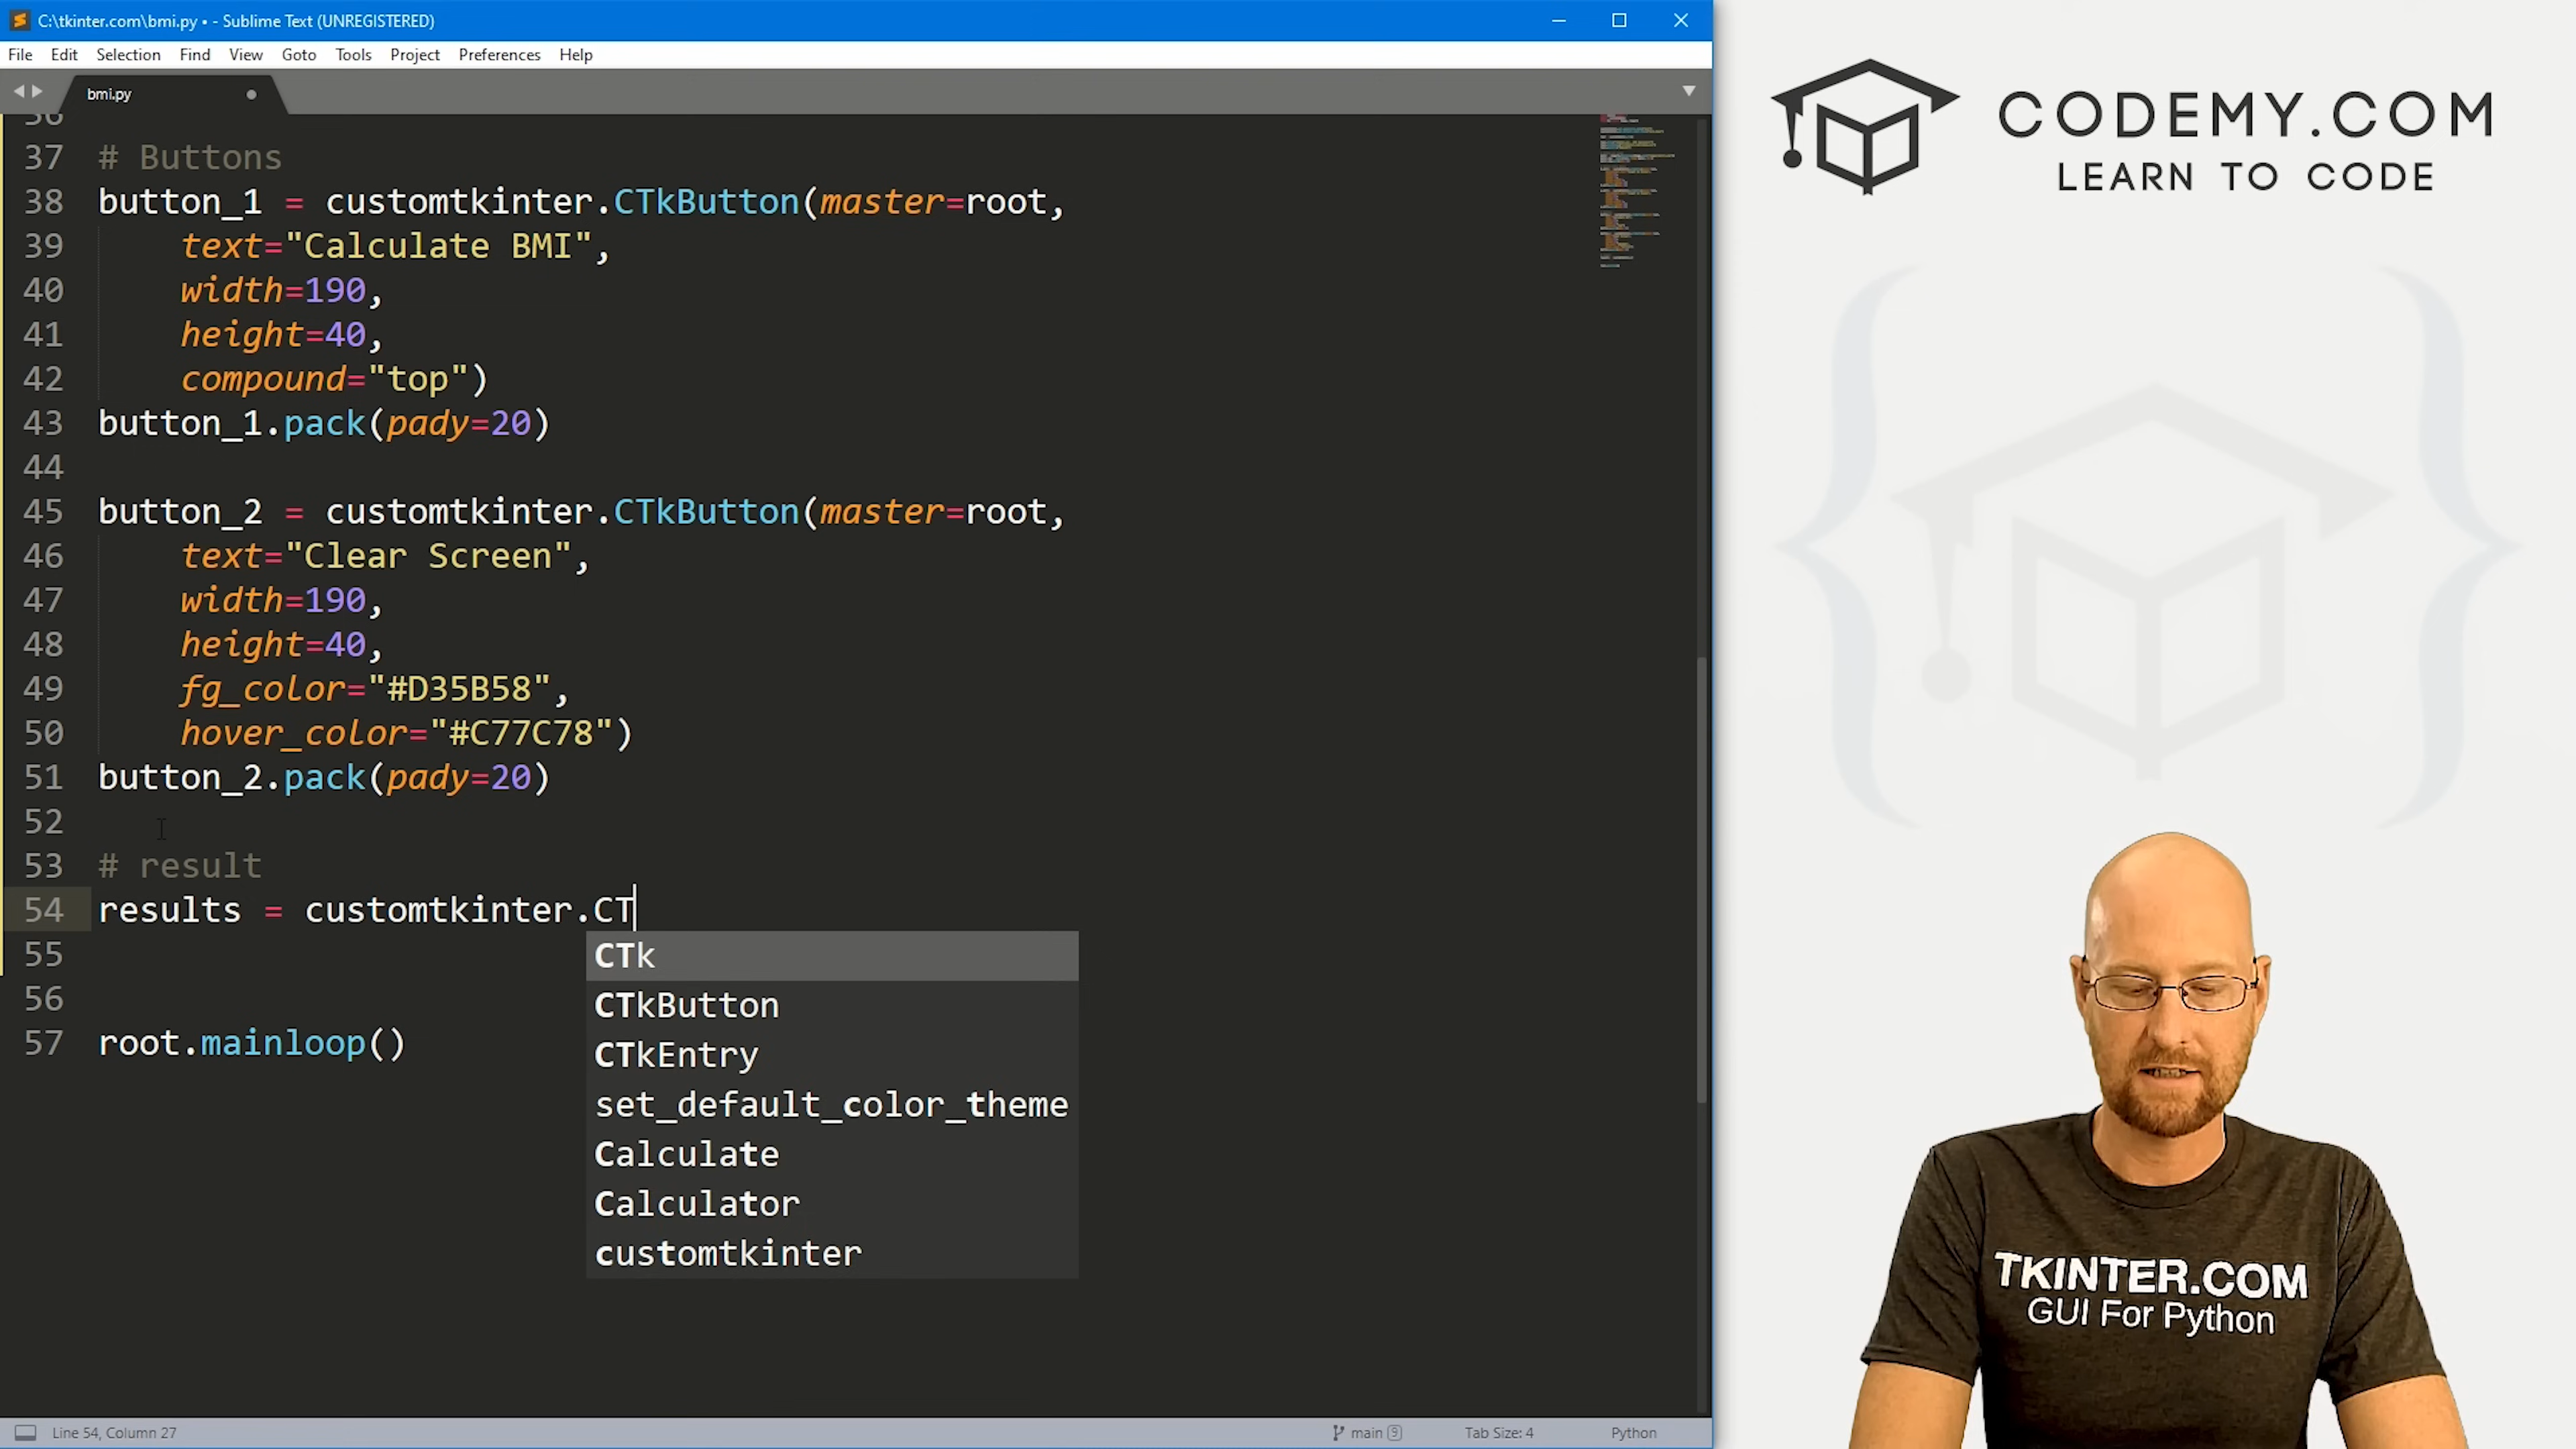 C:\tkinter.com\bmi.py • - Sublime Text (UNREGISTERED)
File Edit Selection Find View Goto Tools Project Preferences Help
bmi.py
36
37 # Buttons
38 button_1 = customtkinter.CTkButton(master=root,
39 text="Calculate BMI",
40 width=190,
41 height=40,
42 compound="top")
43 button_1.pack(pady=20)
44
45 button_2 = customtkinter.CTkButton(master=root,
46 text="Clear Screen",
47 width=190,
48 height=40,
49 fg_color="#D35B58",
50 hover_color="#C77C78")
51 button_2.pack(pady=20)
52
53 # result
54 results = customtkinter.CT
55
56
57 root.mainloop()
CTk
CTkButton
CTkEntry
set_default_color_theme
Calculate
Calculator
customtkinter
Line 54, Column 27
main 9
Tab Size: 4
Python
CODEMY.COM
LEARN TO CODE
TKINTER.COM
GUI For Python